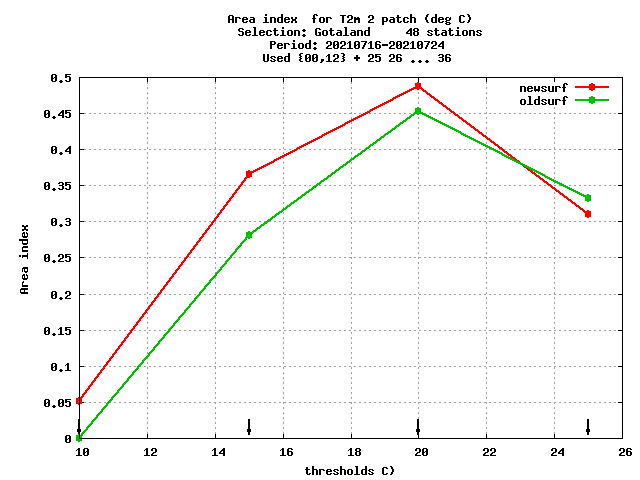 Area index  for T2m 2 patch (deg C)
Selection: Gotaland     48 stations
Period: 20210716-20210724
Used {00,12} + 25 26 ... 36
newsurf
oldsurf
0.5
0.45
0.4
0.35
0.3
0.25
0.2
0.15
0.1
0.05
0
Area index
10 12 14 16 18 20 22 24 26
thresholds C)